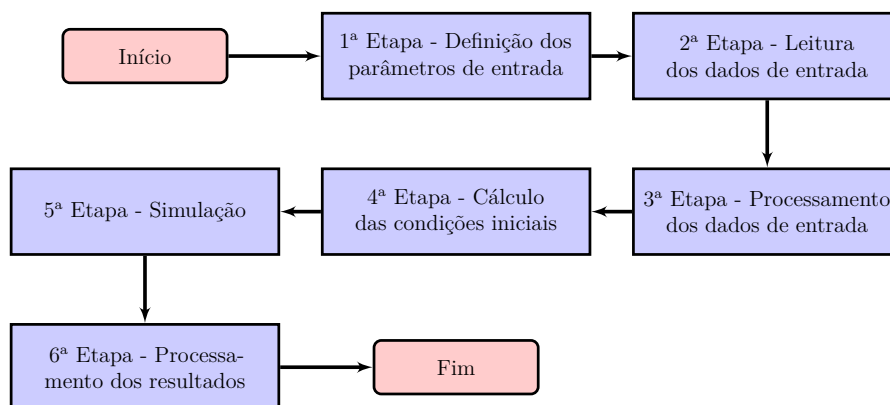 Início
1ª Etapa - Definição dos
parâmetros de entrada
2ª Etapa - Leitura
dos dados de entrada
3ª Etapa - Processamento
dos dados de entrada
4ª Etapa - Cálculo
das condições iniciais
5ª Etapa - Simulação
6ª Etapa - Processa-
mento dos resultados
Fim